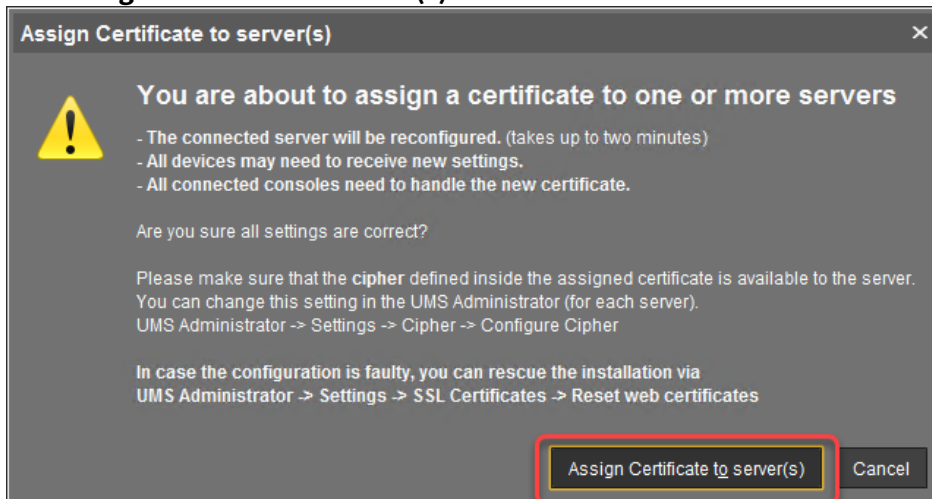 Assign Certificate to server(s)
You are about to assign a certificate to one or more servers
- The connected server will be reconfigured. (takes up to two minutes)
- All devices may need to receive new settings.
- All connected consoles need to handle the new certificate.
Are you sure all settings are correct?
Please make sure that the cipher defined inside the assigned certificate is available to the server.
You can change this setting in the UMS Administrator (for each server).
UMS Administrator -> Settings -> Cipher -> Configure Cipher
In case the configuration is faulty, you can rescue the installation via
UMS Administrator -> Settings -> SSL Certificates -> Reset web certificates
Assign Certificate to server(s) Cancel